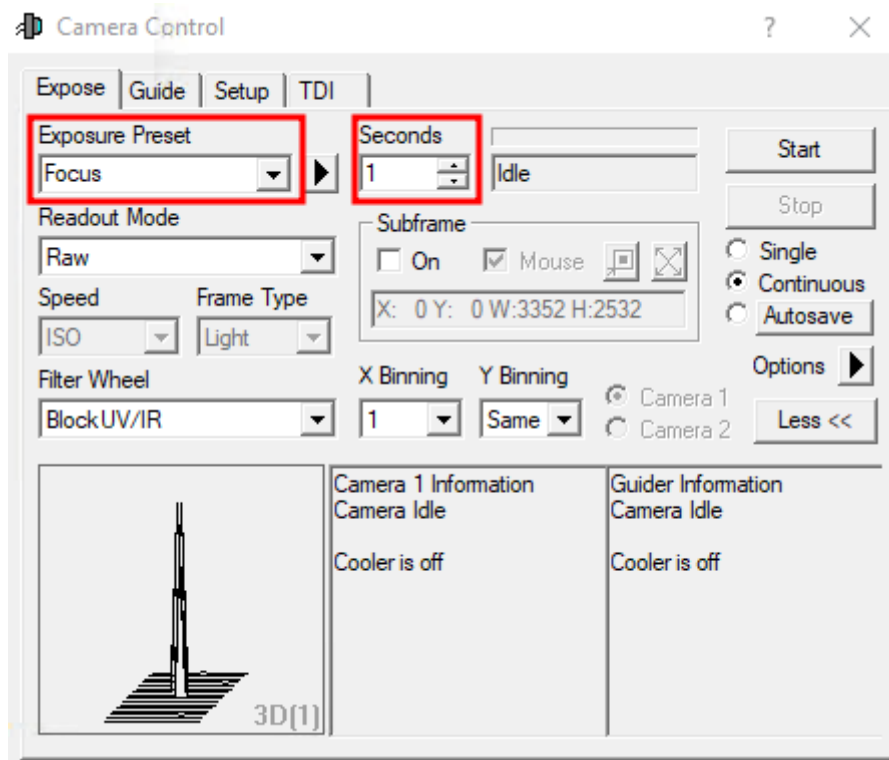 Camera Control
?
Expose Guide Setup TDI
Exposure Preset
Focus
Seconds
1
Idle
Start
Stop
Readout Mode
Raw
Subframe
On
Mouse
X: 0 Y: 0 W:3352 H:2532
Single
Continuous
Autosave
Speed
ISO
Frame Type
Light
Options
Filter Wheel
BlockUV/IR
X Binning
1
Y Binning
Same
Camera 1
Camera 2
Less <<
3D(1)
Camera 1 Information
Camera Idle
Cooler is off
Guider Information
Camera Idle
Cooler is off